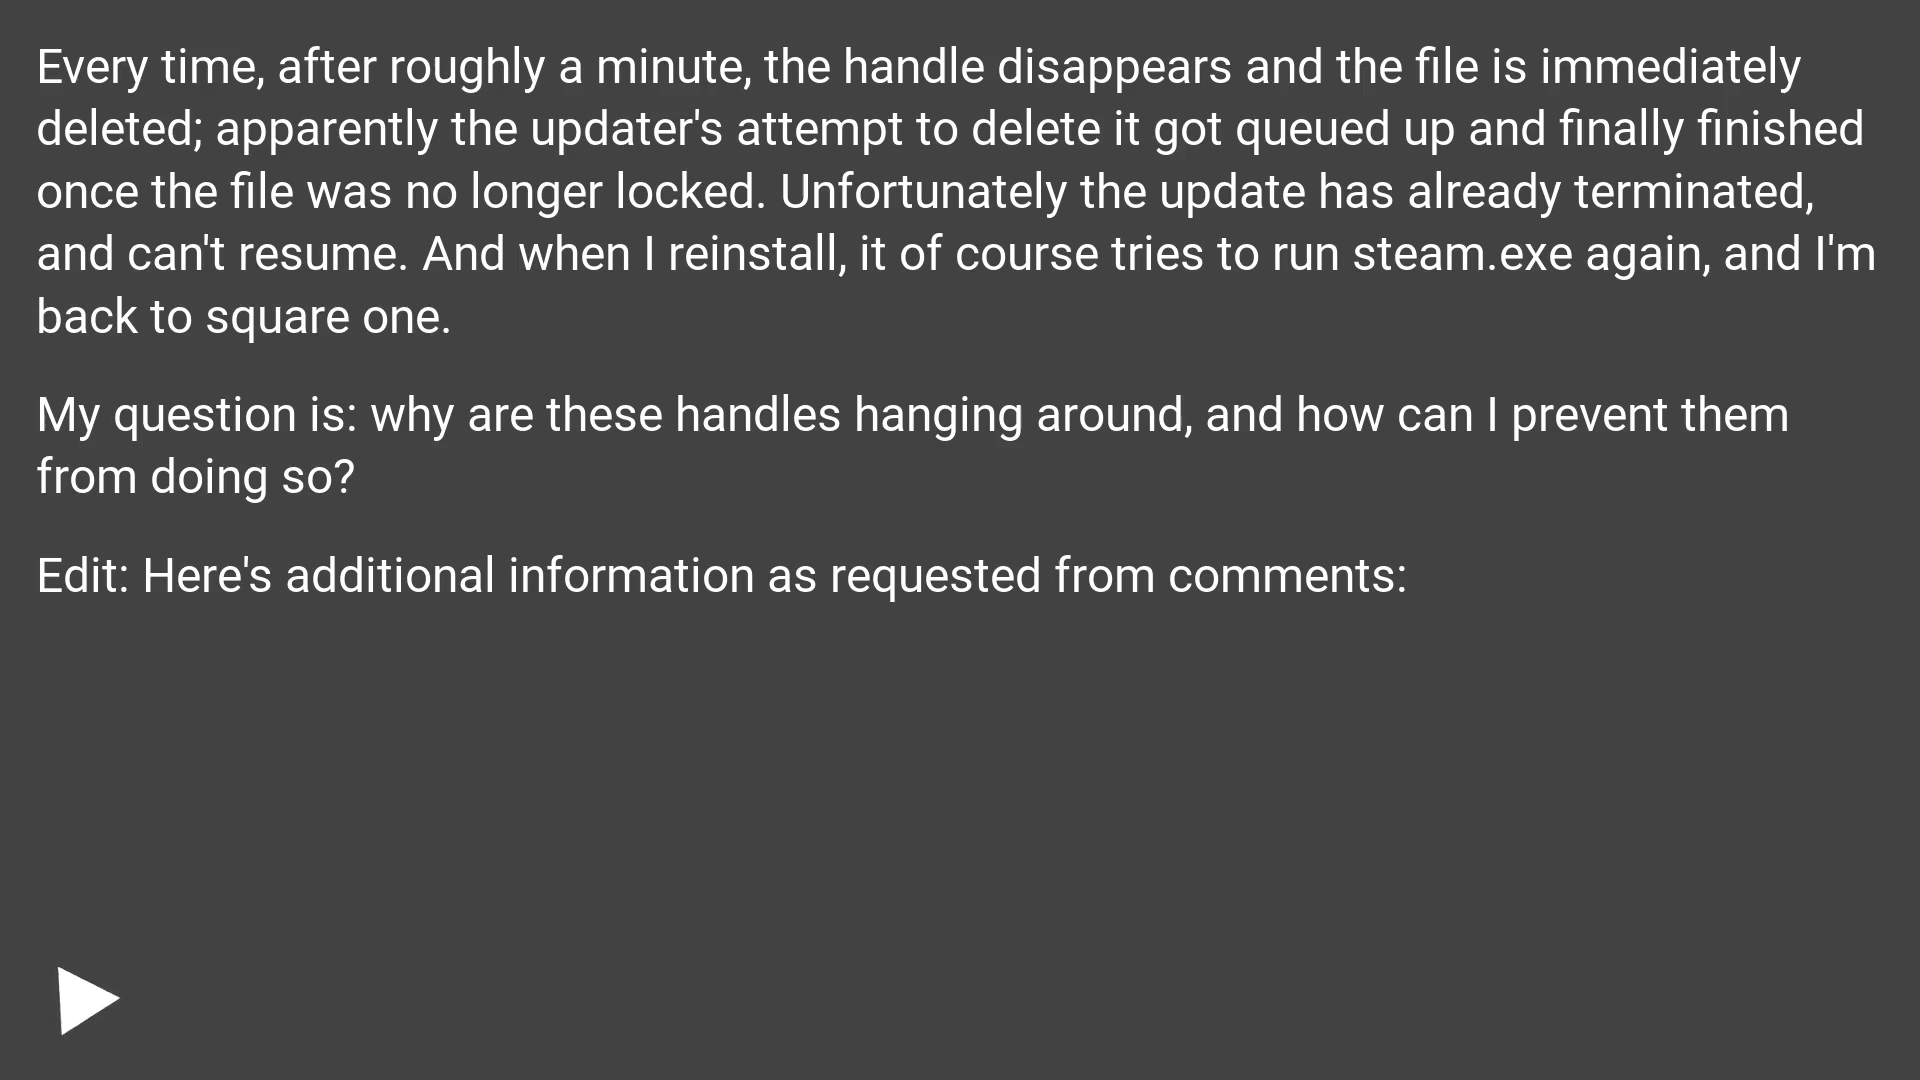 Every time, after roughly a minute, the handle disappears and the file is immediately
deleted; apparently the updater's attempt to delete it got queued up and finally finished
once the file was no longer locked. Unfortunately the update has already terminated,
and can't resume. And when I reinstall, it of course tries to run steam.exe again, and I'm
back to square one.
My question is: why are these handles hanging around, and how can I prevent them
from doing so?
Edit: Here's additional information as requested from comments: